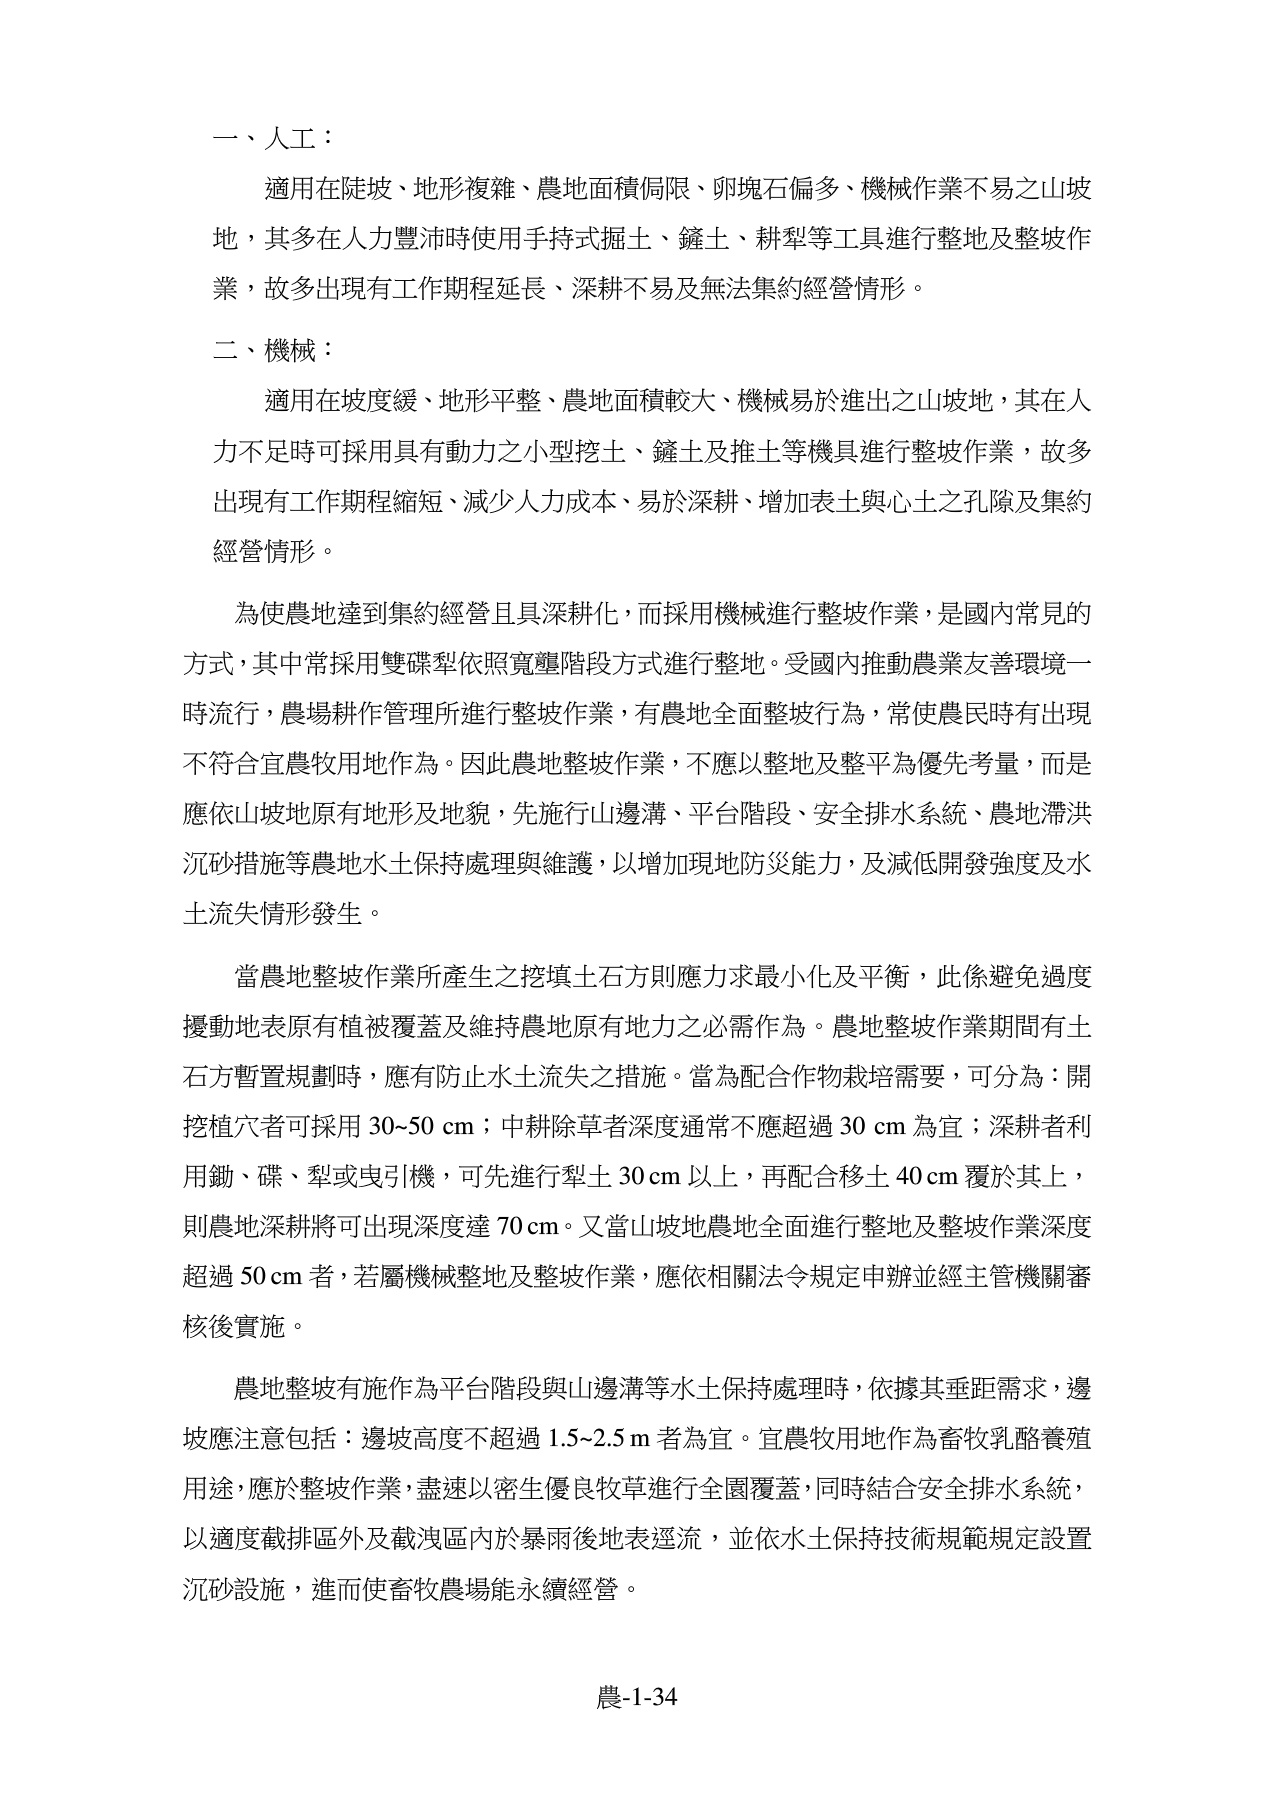 一、人工：
適用在陡坡、地形複雜、農地面積侷限、卵塊石偏多、機械作業不易之山坡
地，其多在人力豐沛時使用手持式掘土、鏟土、耕犁等工具進行整地及整坡作
業，故多出現有工作期程延長、深耕不易及無法集約經營情形。
二、機械：
適用在坡度緩、地形平整、農地面積較大、機械易於進出之山坡地，其在人
力不足時可採用具有動力之小型挖土、鏟土及推土等機具進行整坡作業，故多
出現有工作期程縮短、減少人力成本、易於深耕、增加表土與心土之孔隙及集約
經營情形。
為使農地達到集約經營且具深耕化，而採用機械進行整坡作業，是國內常見的
方式，其中常採用雙碟犁依照寬壟階段方式進行整地。受國內推動農業友善環境一
時流行，農場耕作管理所進行整坡作業，有農地全面整坡行為，常使農民時有出現
不符合宜農牧用地作為。因此農地整坡作業，不應以整地及整平為優先考量，而是
應依山坡地原有地形及地貌，先施行山邊溝、平台階段、安全排水系統、農地滯洪
沉砂措施等農地水土保持處理與維護，以增加現地防災能力，及減低開發強度及水
土流失情形發生。
當農地整坡作業所產生之挖填土石方則應力求最小化及平衡，此係避免過度
擾動地表原有植被覆蓋及維持農地原有地力之必需作為。農地整坡作業期間有土
石方暫置規劃時，應有防止水土流失之措施。當為配合作物栽培需要，可分為：開
挖植穴者可採用 30~50 cm；中耕除草者深度通常不應超過 30 cm 為宜；深耕者利
用鋤、碟、犁或曳引機，可先進行犁土 30 cm 以上，再配合移土 40 cm 覆於其上，
則農地深耕將可出現深度達 70 cm。又當山坡地農地全面進行整地及整坡作業深度
超過 50 cm 者，若屬機械整地及整坡作業，應依相關法令規定申辦並經主管機關審
核後實施。
農地整坡有施作為平台階段與山邊溝等水土保持處理時，依據其垂距需求，邊
坡應注意包括：邊坡高度不超過 1.5~2.5 m 者為宜。宜農牧用地作為畜牧乳酪養殖
用途，應於整坡作業，盡速以密生優良牧草進行全園覆蓋，同時結合安全排水系統，
以適度截排區外及截洩區內於暴雨後地表逕流，並依水土保持技術規範規定設置
沉砂設施，進而使畜牧農場能永續經營。
農-1-34